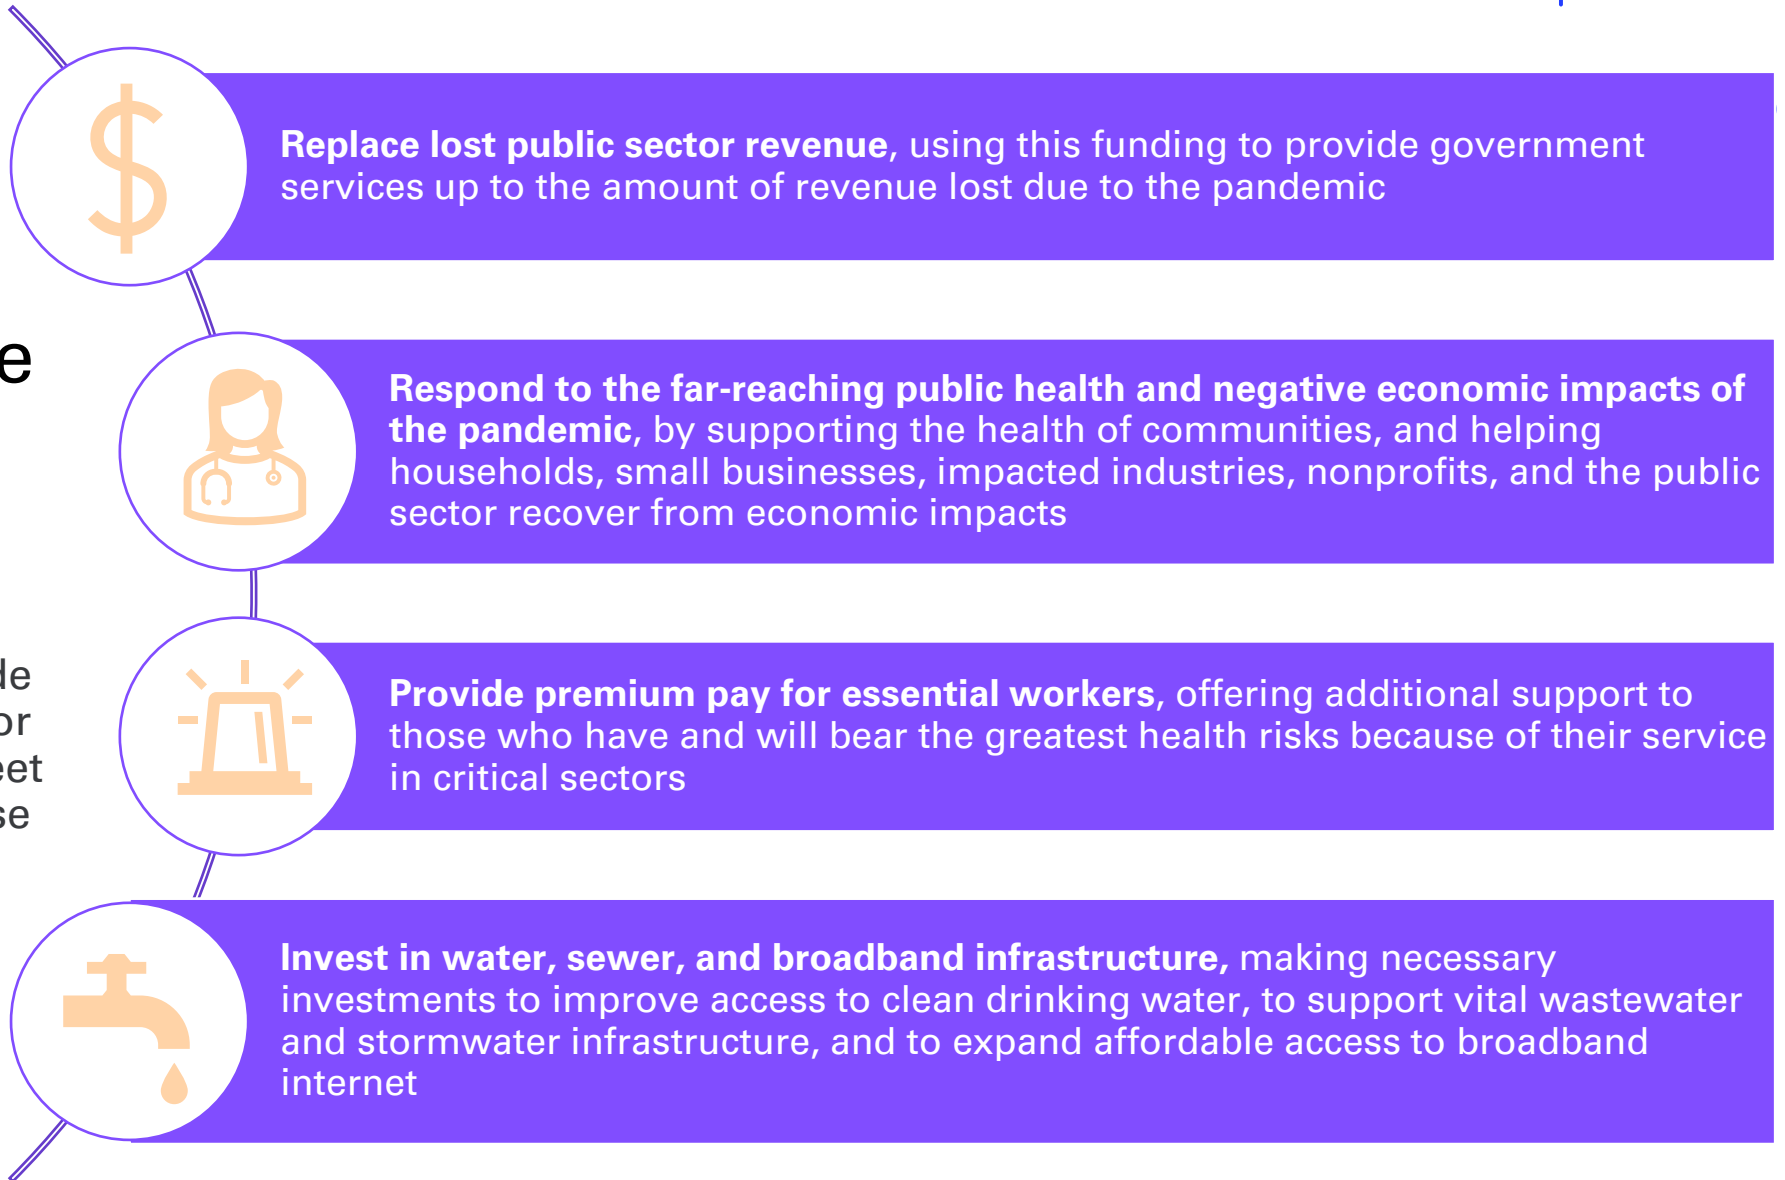 Replace lost public sector revenue, using this funding to provide government
services up to the amount of revenue lost due to the pandemic
Respond to the far-reaching public health and negative economic impacts of
the pandemic, by supporting the health of communities, and helping
households, small businesses, impacted industries, nonprofits, and the public
sector recover from economic impacts
Provide premium pay for essential workers, offering additional support to
those who have and will bear the greatest health risks because of their service
in critical sectors
Invest in water, sewer, and broadband infrastructure, making necessary
investments to improve access to clean drinking water, to support vital wastewater
and stormwater infrastructure, and to expand affordable access to broadband
internet